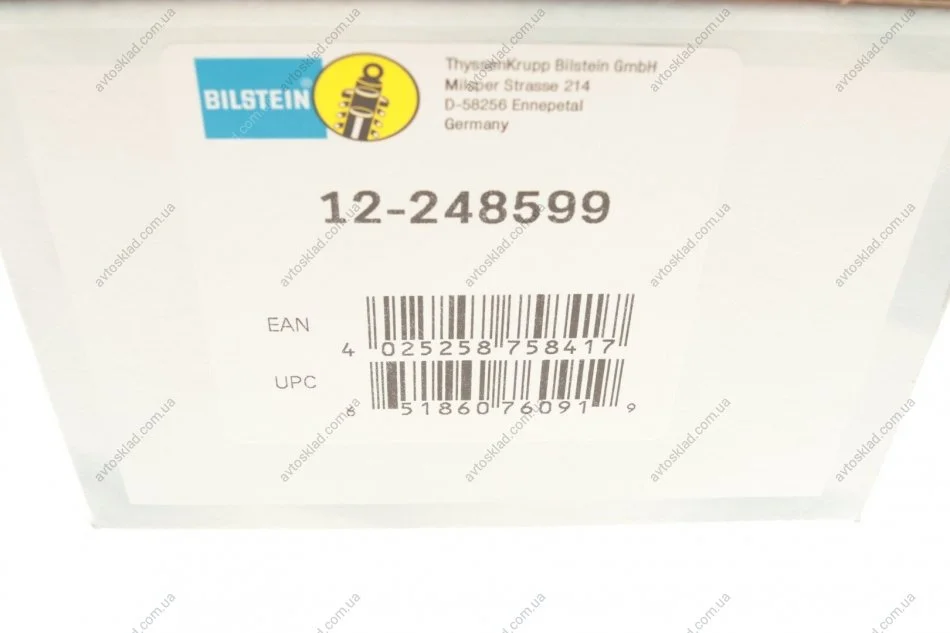 BILSTEIN®
ThyssenKrupp Bilstein GmbH
Milsper Strasse 214
D-58256 Ennepetal
Germany
12-248599
EAN
4 025258 758417
UPC
6 51860 76091 9
avtosklad.com.ua